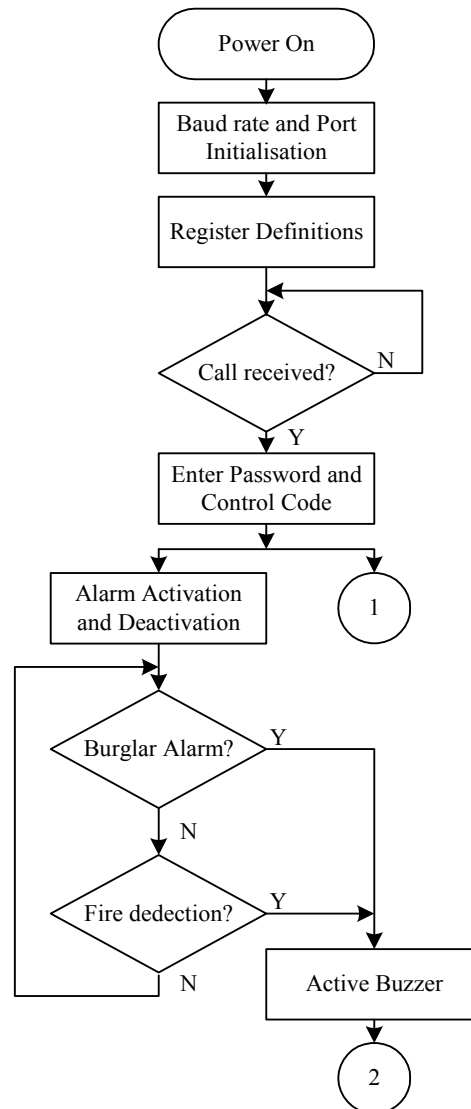 Power On
Baud rate and Port
Initialisation
Register Definitions
Call received?
N
Y
Enter Password and
Control Code
Alarm Activation
and Deactivation
1
Burglar Alarm?
Y
N
Fire dedection?
Y
N
Active Buzzer
2